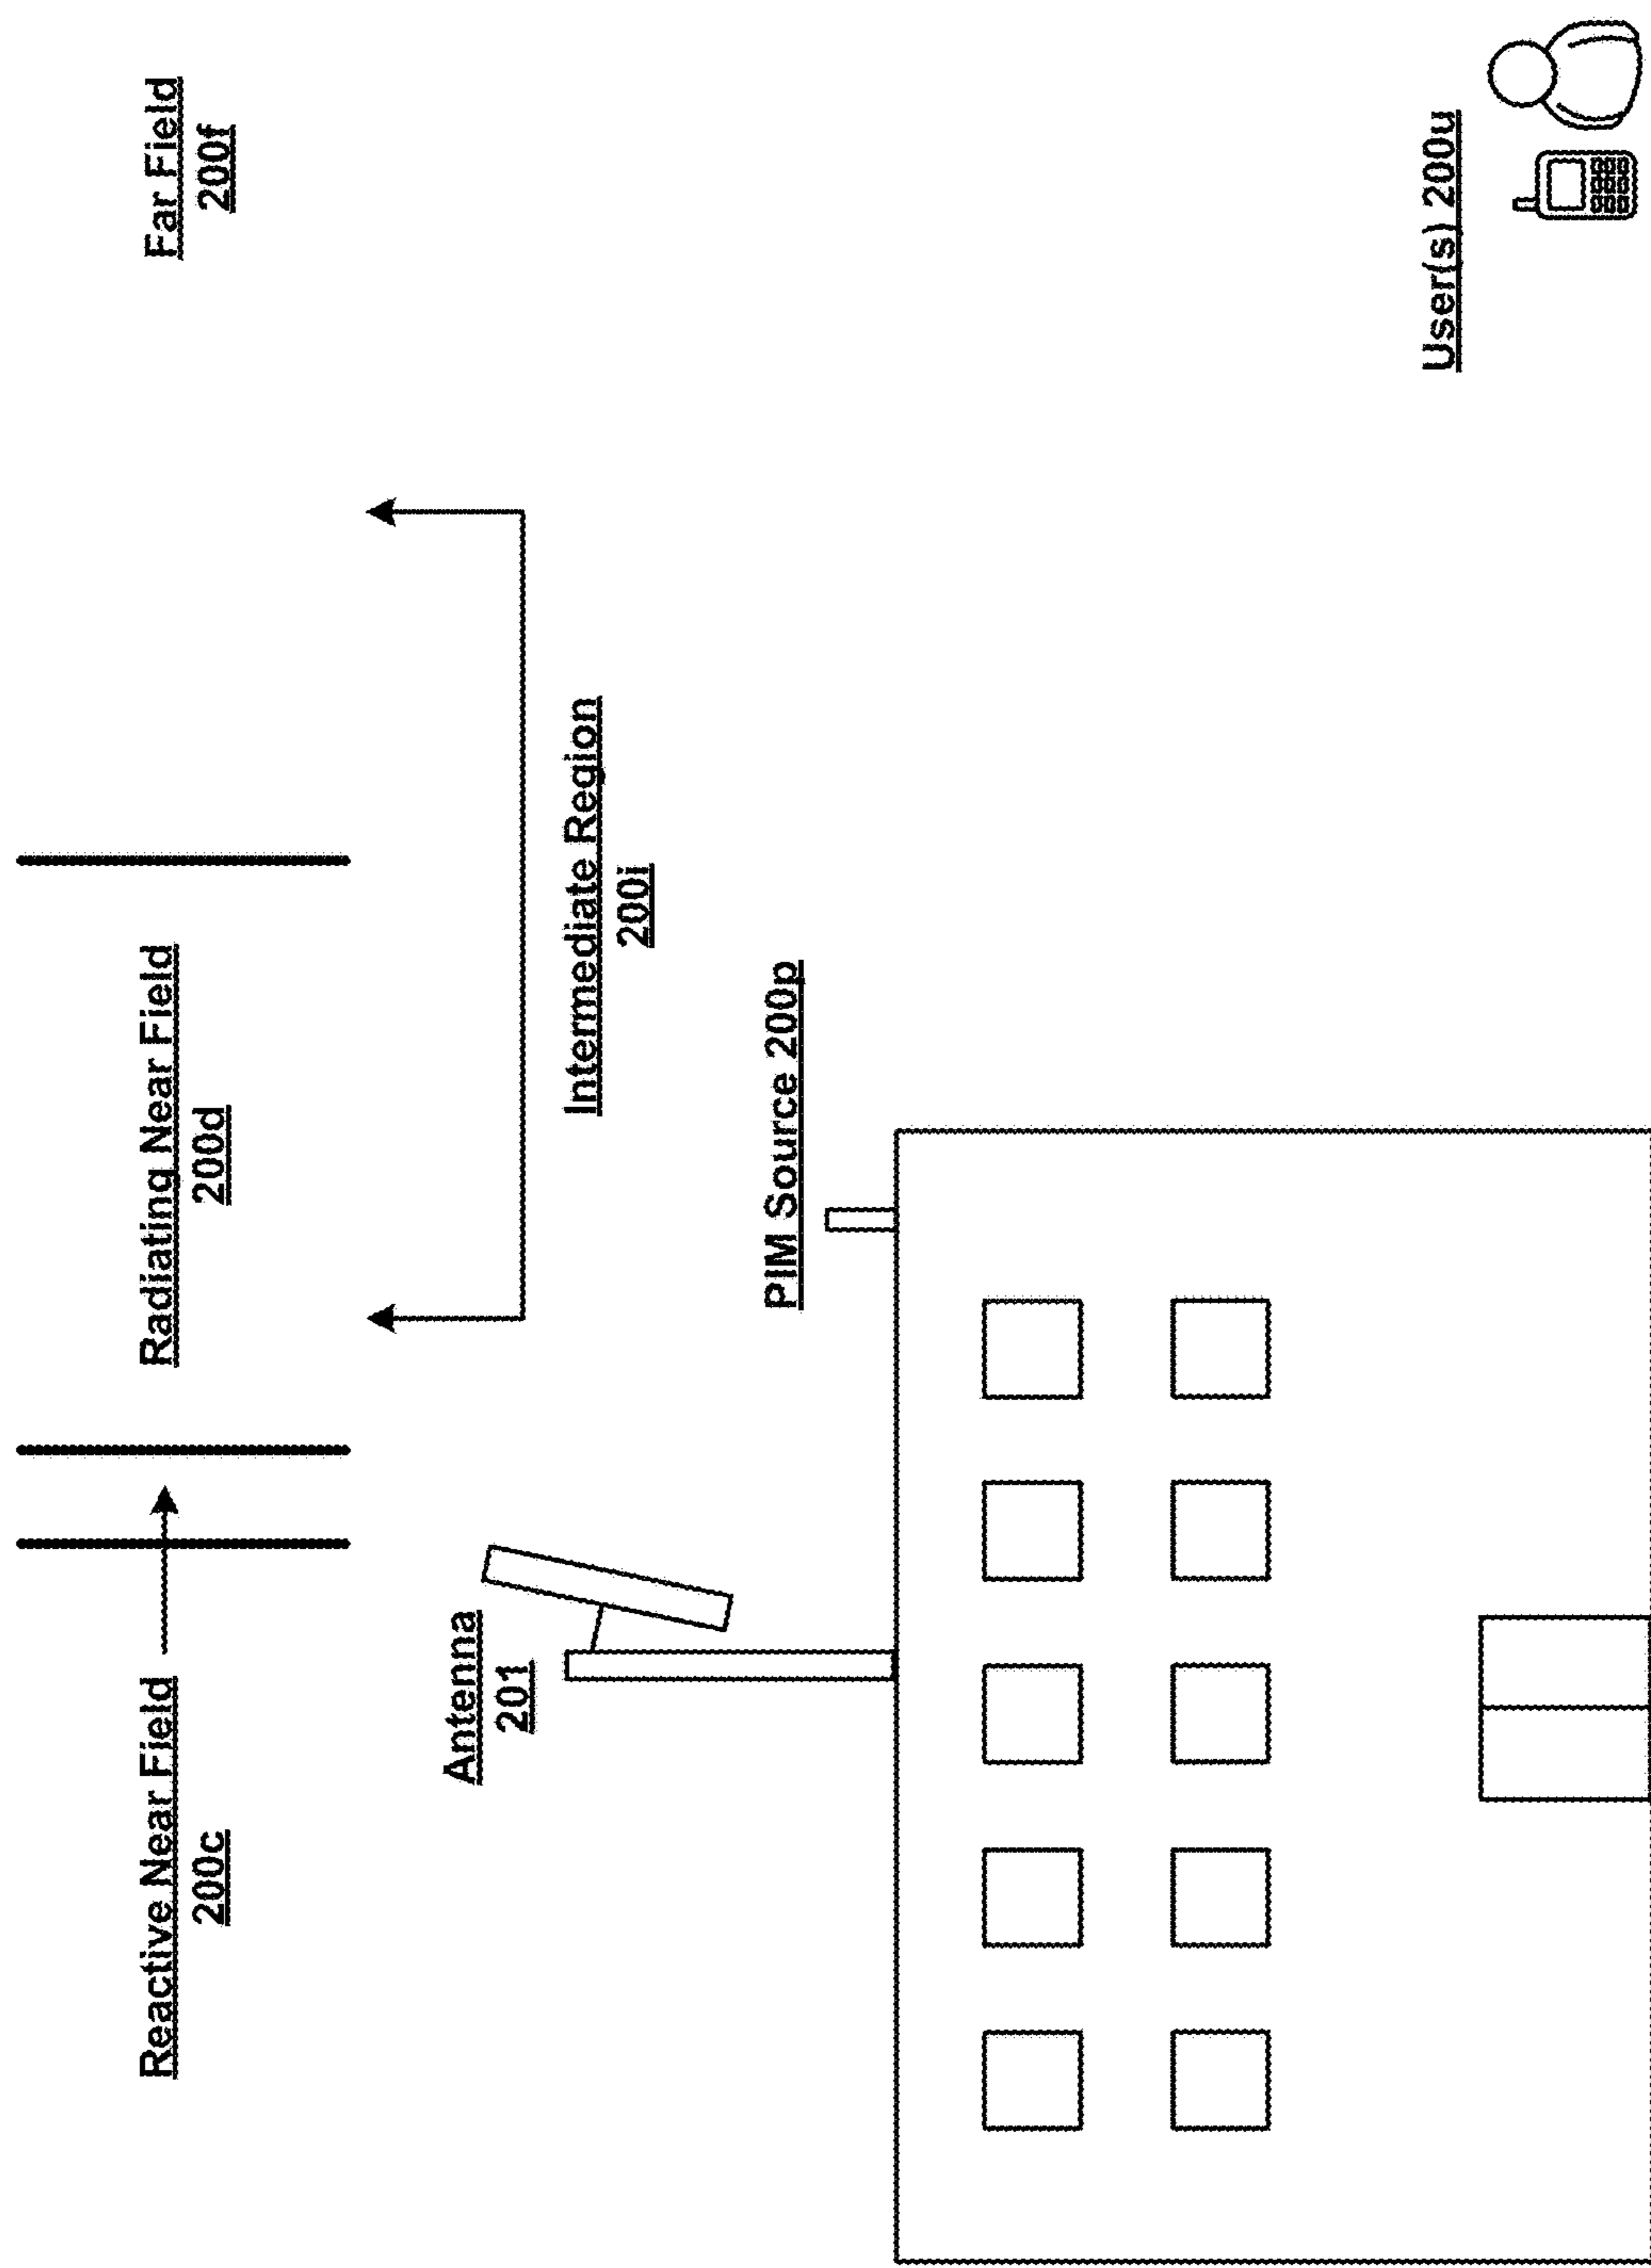 Reactive Near Field
200c
Radiating Near Field
200d
Far Field
200f
Antenna
201
Intermediate Region
200i
PIM Source 200p
User(s) 200u